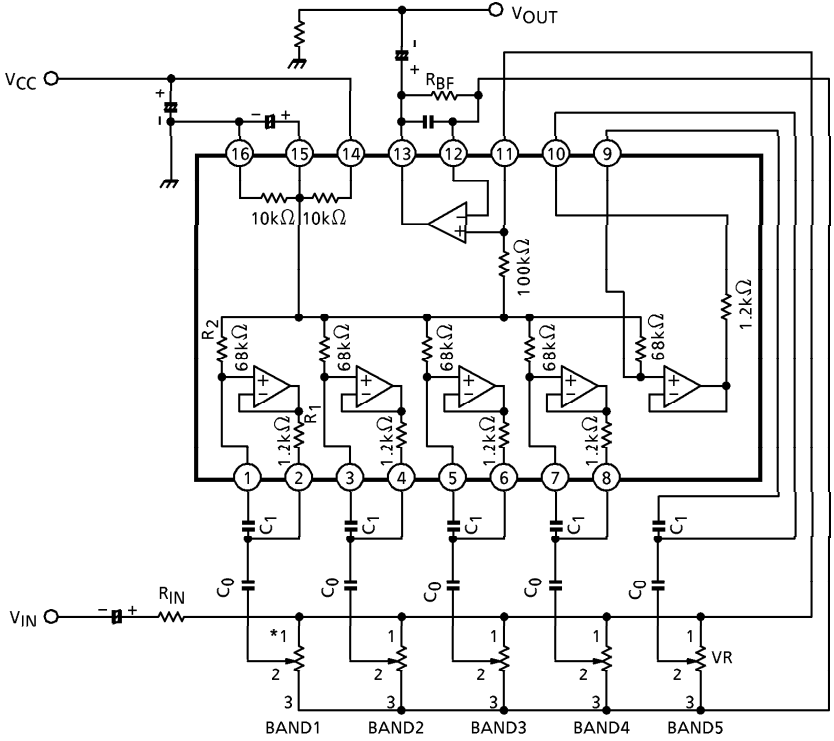 VOUT
VCC
RBF
+
-
-
+
-
+
16
15
14
13
12
11
10
9
10kΩ
10kΩ
-
+
100kΩ
1.2kΩ
R2
68kΩ
68kΩ
68kΩ
68kΩ
68kΩ
+
-
+
-
+
-
+
-
+
-
R1
1.2kΩ
1.2kΩ
1.2kΩ
1.2kΩ
1
2
3
4
5
6
7
8
C1
C1
C1
C1
C1
C0
C0
C0
C0
C0
VIN
-
+
RIN
*1
1
1
1
1
2
2
2
2
2
VR
3
3
3
3
3
BAND1
BAND2
BAND3
BAND4
BAND5